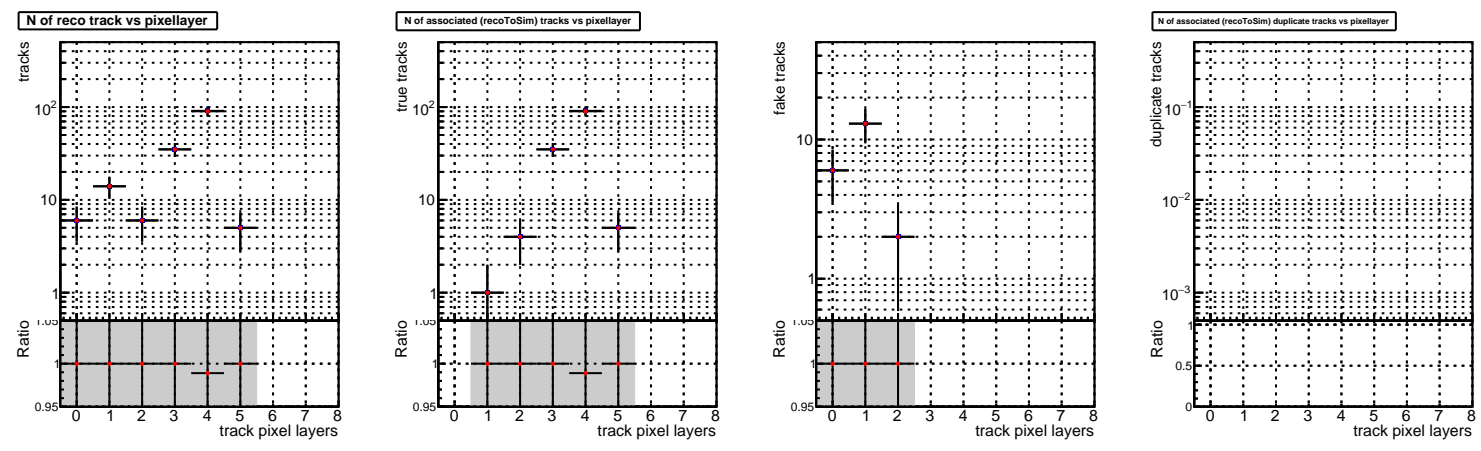 N of reco track vs pixellayer
tracks
10²
10
1
Ratio
1.05
1
0.95
0 1 2 3 4 5 6 7 8
track pixel layers
N of associated (recoToSim) tracks vs pixellayer
true tracks
10²
10
1
Ratio
1.05
1
0.95
0 1 2 3 4 5 6 7 8
track pixel layers
fake tracks
10
1
Ratio
1.05
1
0.95
0 1 2 3 4 5 6 7 8
track pixel layers
N of associated (recoToSim) duplicate tracks vs pixellayer
duplicate tracks
10⁻¹
10⁻²
10⁻³
Ratio
1
0.5
0
0 1 2 3 4 5 6 7 8
track pixel layers